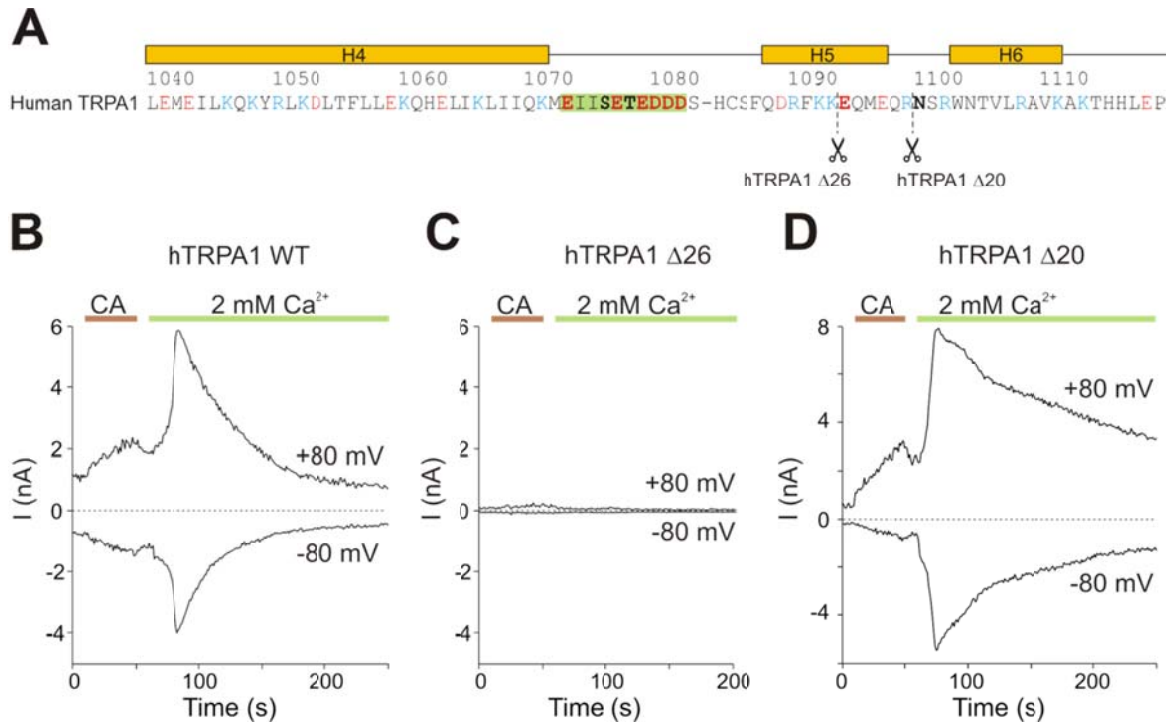 A
H4 H5 H6
1040 1050 1060 1070 1080 1092 1100 1110
Human TRPA1 LEMEILKQKYRLKDLTFLLEKQHELIKLIIQKMEIISETEDDDS-HCSFQDRFKKEQMEQRNSRWNTVLRAVKAKTHHLEP
hTRPA1 Δ26 hTRPA1 Δ20
B C D
hTRPA1 WT hTRPA1 Δ26 hTRPA1 Δ20
CA 2 mM Ca²⁺ CA 2 mM Ca²⁺ CA 2 mM Ca²⁺
I (nA) 6 4 2 0 -2 -4
+80 mV
-80 mV
0 100 200
Time (s)
I (nA) 6 4 2 0 -2 -4
+80 mV
-80 mV
0 100 200
Time (s)
I (nA) 8 4 0 -4
+80 mV
-80 mV
0 100 200
Time (s)